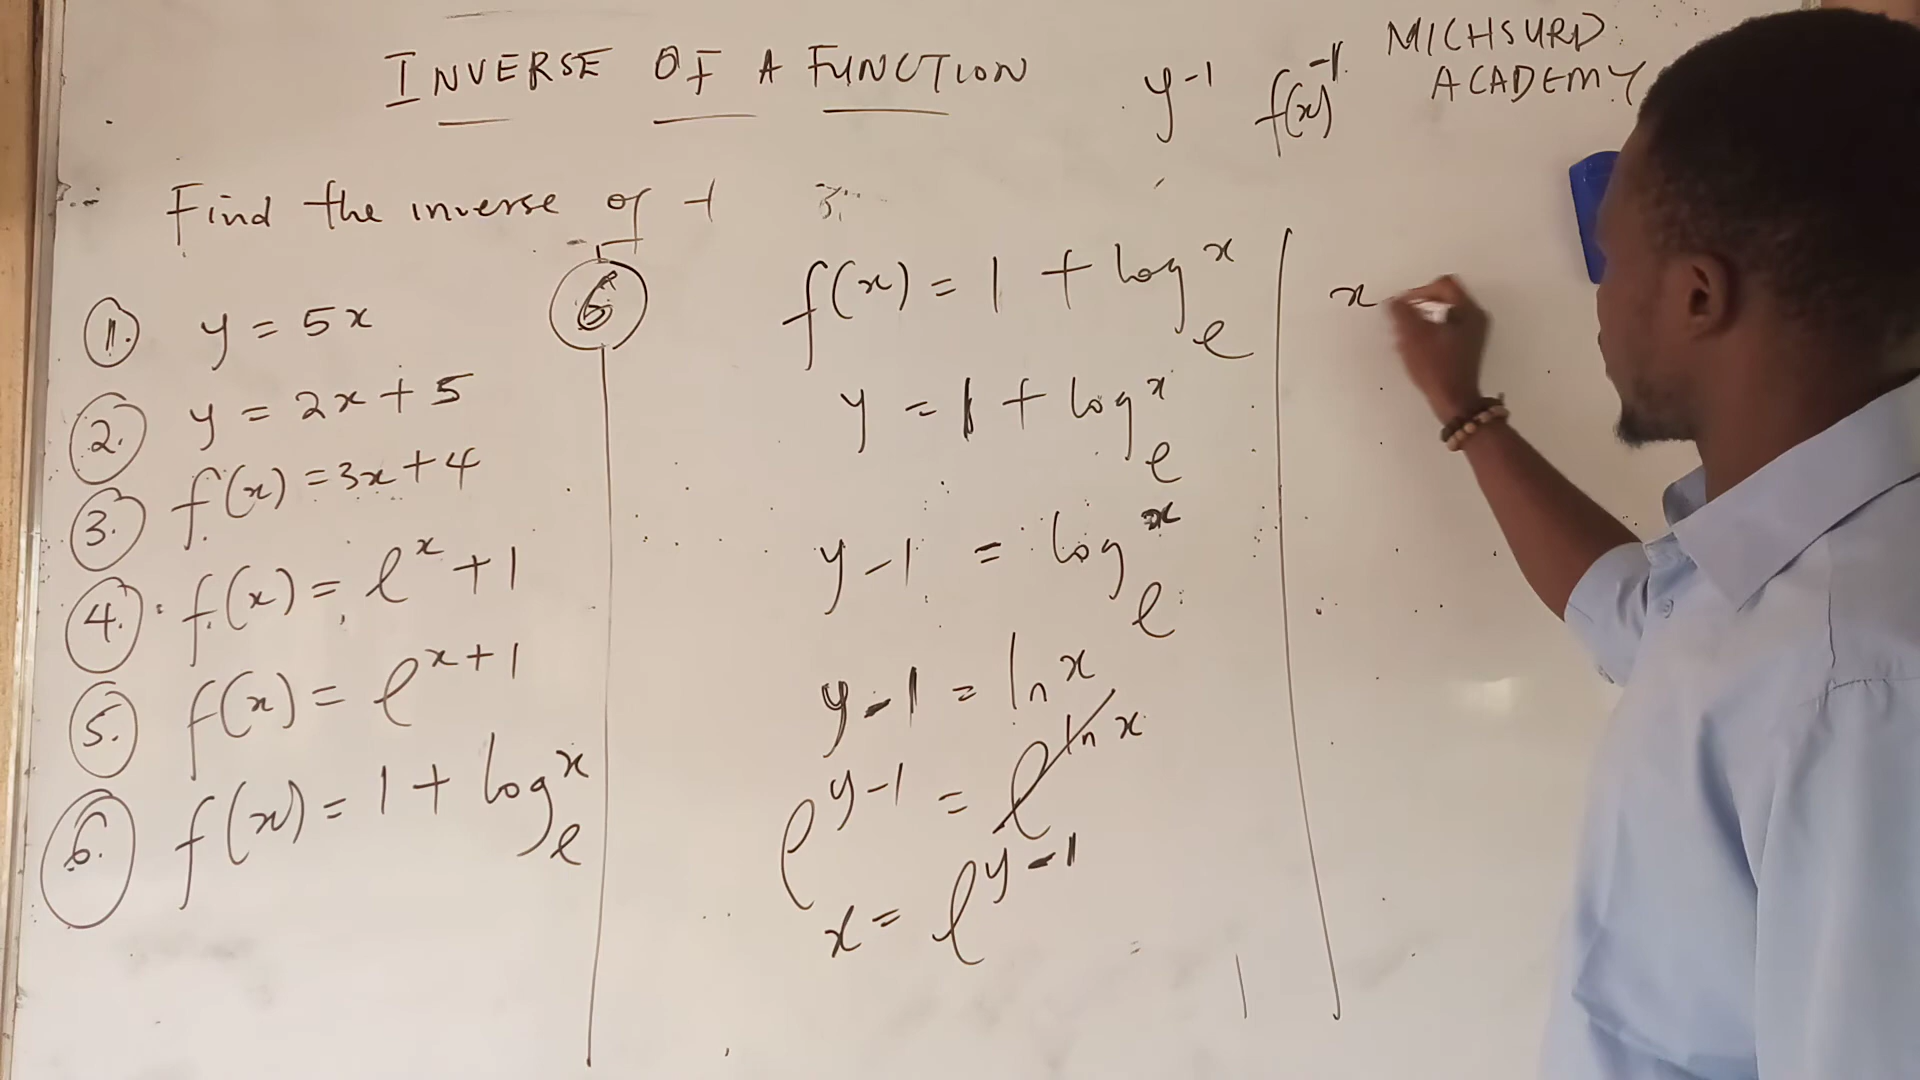 INVERSE OF A FUNCTION
y⁻¹ f(x)⁻¹
MICHSURD
ACADEMY
Find the inverse of
1. y = 5x
2. y = 2x + 5
3. f(x) = 3x + 4
4. f(x) = e^x + 1
5. f(x) = e^(x+1)
6. f(x) = 1 + log_e^x
6
f(x) = 1 + log_e^x
y = 1 + log_e^x
y - 1 = log_e^x
y - 1 = ln x
e^(y-1) = e^(ln x)
x = e^(y-1)
x